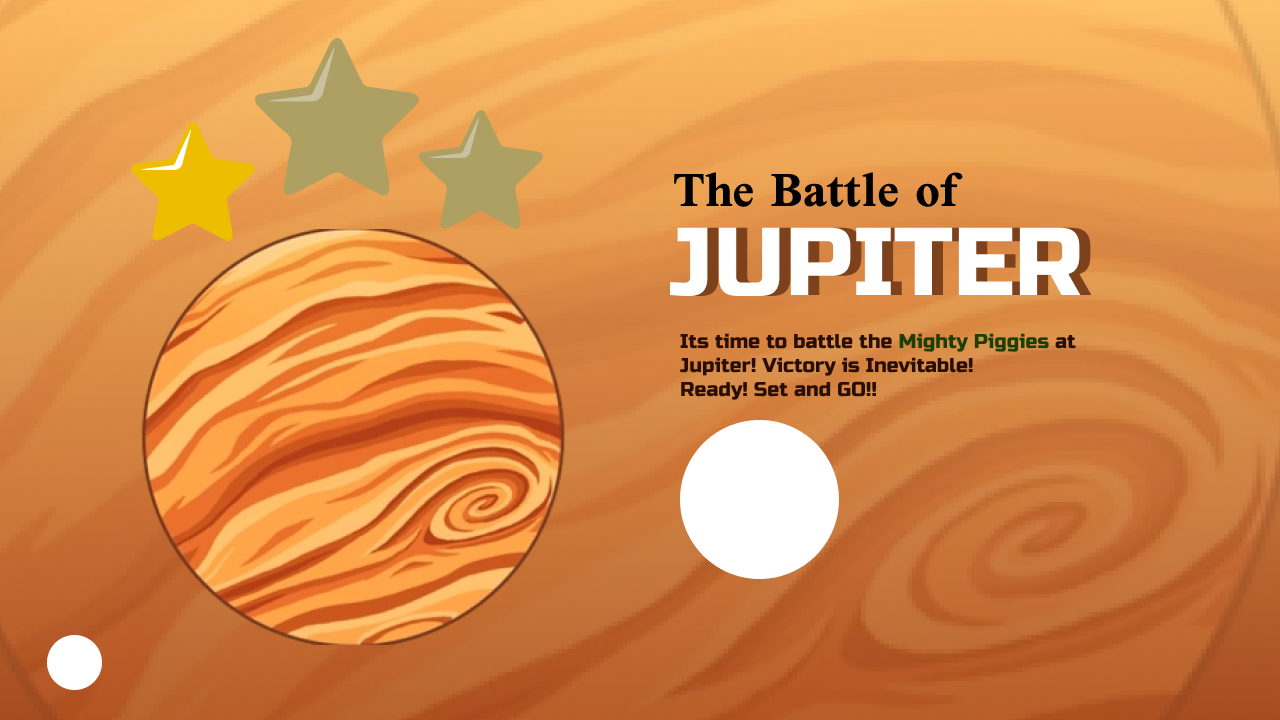 The Battle of
JUPITER
Its time to battle the Mighty Piggies at
Jupiter! Victory is Inevitable!
Ready! Set and GO!!